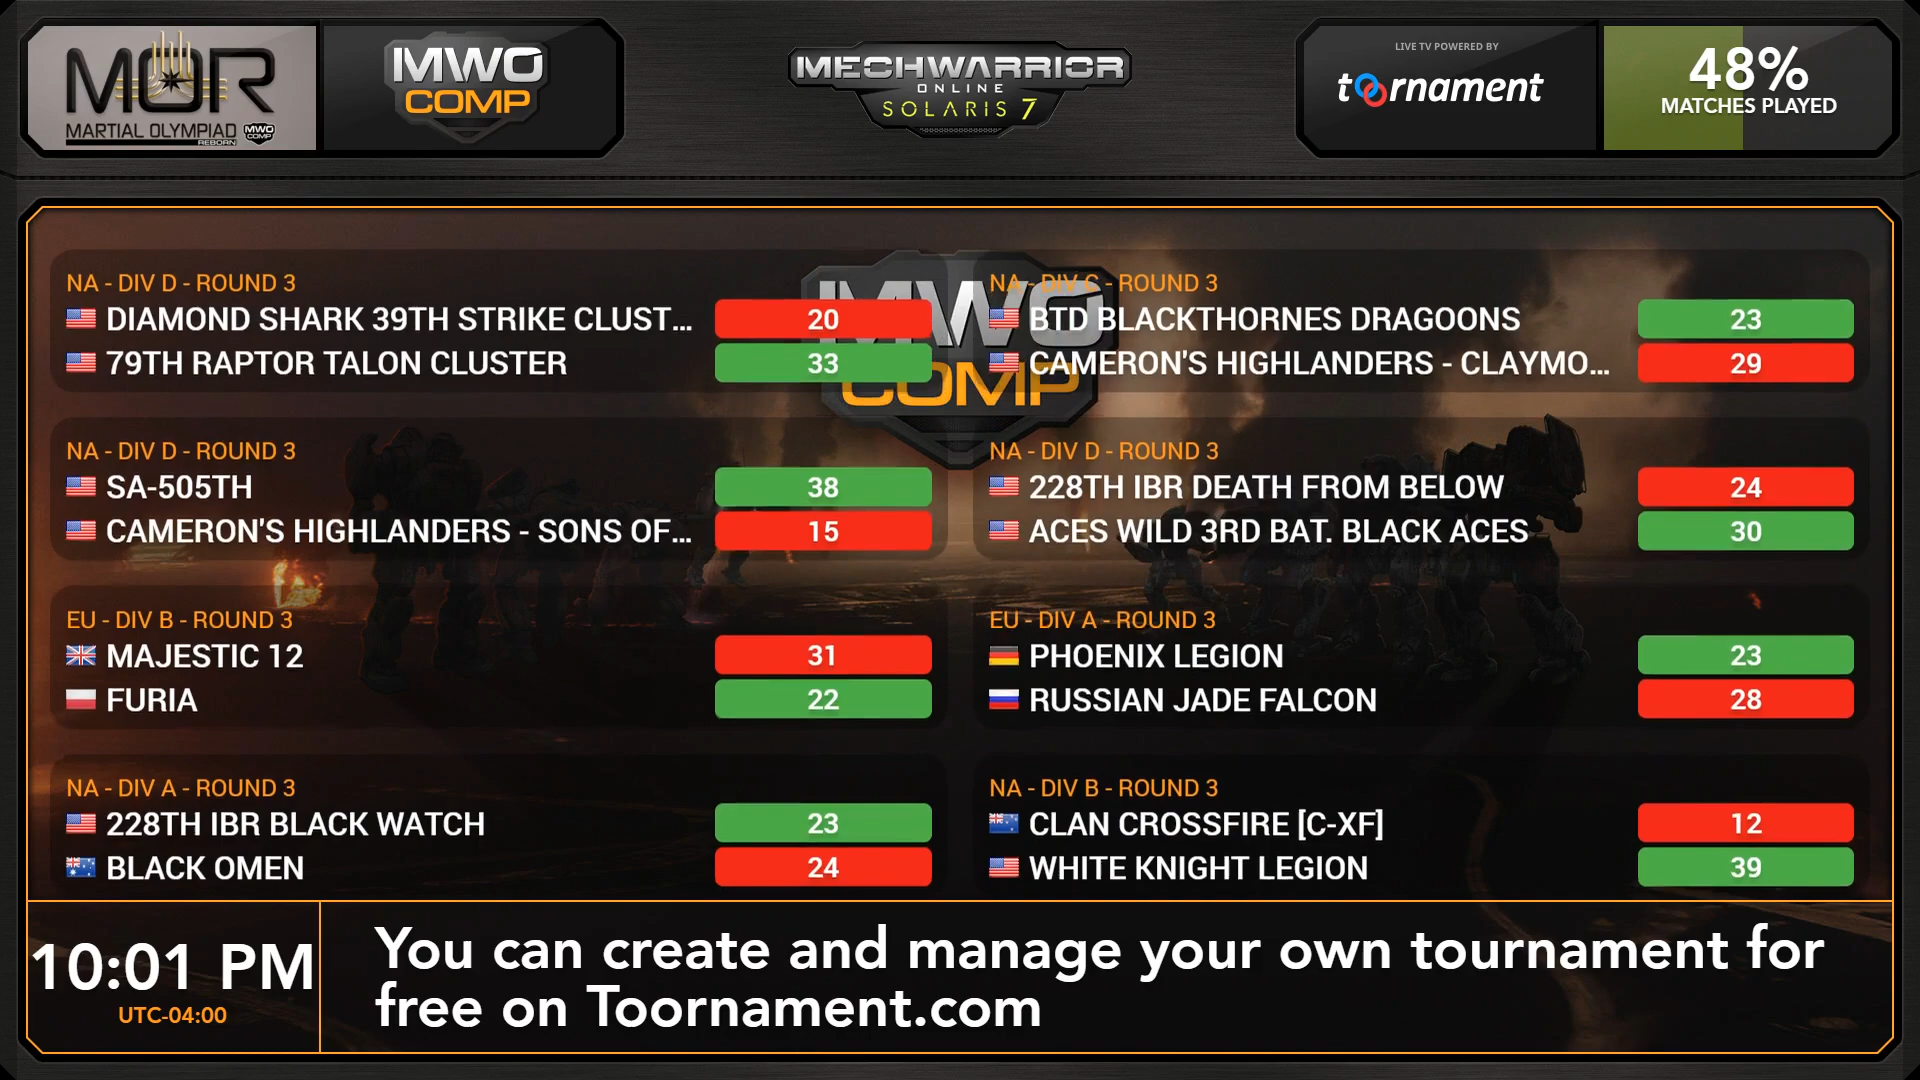 MOR
MARTIAL OLYMPIAD
REBORN
MWO COMP
MWO
COMP
MECHWARRIOR
ONLINE
SOLARIS 7
LIVE TV POWERED BY
toornament
48%
MATCHES PLAYED
MWO
COMP
NA - DIV D - ROUND 3
DIAMOND SHARK 39TH STRIKE CLUST... 20
79TH RAPTOR TALON CLUSTER 33
NA - DIV C - ROUND 3
BTD BLACKTHORNES DRAGOONS 23
CAMERON'S HIGHLANDERS - CLAYMO... 29
NA - DIV D - ROUND 3
SA-505TH 38
CAMERON'S HIGHLANDERS - SONS OF... 15
NA - DIV D - ROUND 3
228TH IBR DEATH FROM BELOW 24
ACES WILD 3RD BAT. BLACK ACES 30
EU - DIV B - ROUND 3
MAJESTIC 12 31
FURIA 22
EU - DIV A - ROUND 3
PHOENIX LEGION 23
RUSSIAN JADE FALCON 28
NA - DIV A - ROUND 3
228TH IBR BLACK WATCH 23
BLACK OMEN 24
NA - DIV B - ROUND 3
CLAN CROSSFIRE [C-XF] 12
WHITE KNIGHT LEGION 39
10:01 PM
UTC-04:00
You can create and manage your own tournament for
free on Toornament.com